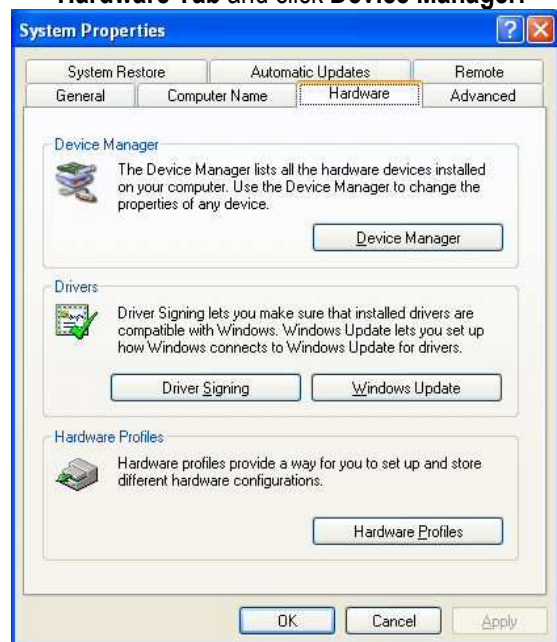 Hardware Tab and click Device Manager.
System Properties
System Restore Automatic Updates Remote
General Computer Name Hardware Advanced
Device Manager
The Device Manager lists all the hardware devices installed
on your computer. Use the Device Manager to change the
properties of any device.
Device Manager
Drivers
Driver Signing lets you make sure that installed drivers are
compatible with Windows. Windows Update lets you set up
how Windows connects to Windows Update for drivers.
Driver Signing Windows Update
Hardware Profiles
Hardware profiles provide a way for you to set up and store
different hardware configurations.
Hardware Profiles
OK Cancel Apply